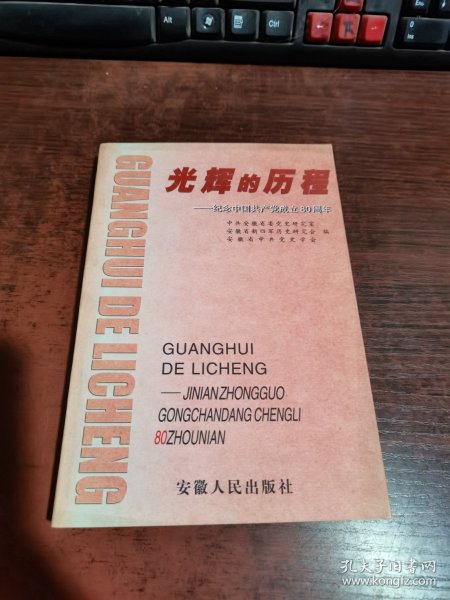 Alt
Alt
Ctrl
0
Ins
GUANGHUI DE LICHENG
光辉的历程
——纪念中国共产党成立80周年
中共安徽省委党史研究室
安徽省新四军历史研究会 编
安徽省中共党史学会
GUANGHUI
DE LICHENG
——JINIANZHONGGUO
GONGCHANDANG CHENGLI
80ZHOUNIAN
安徽人民出版社
孔夫子旧书网
www.kongfz.com